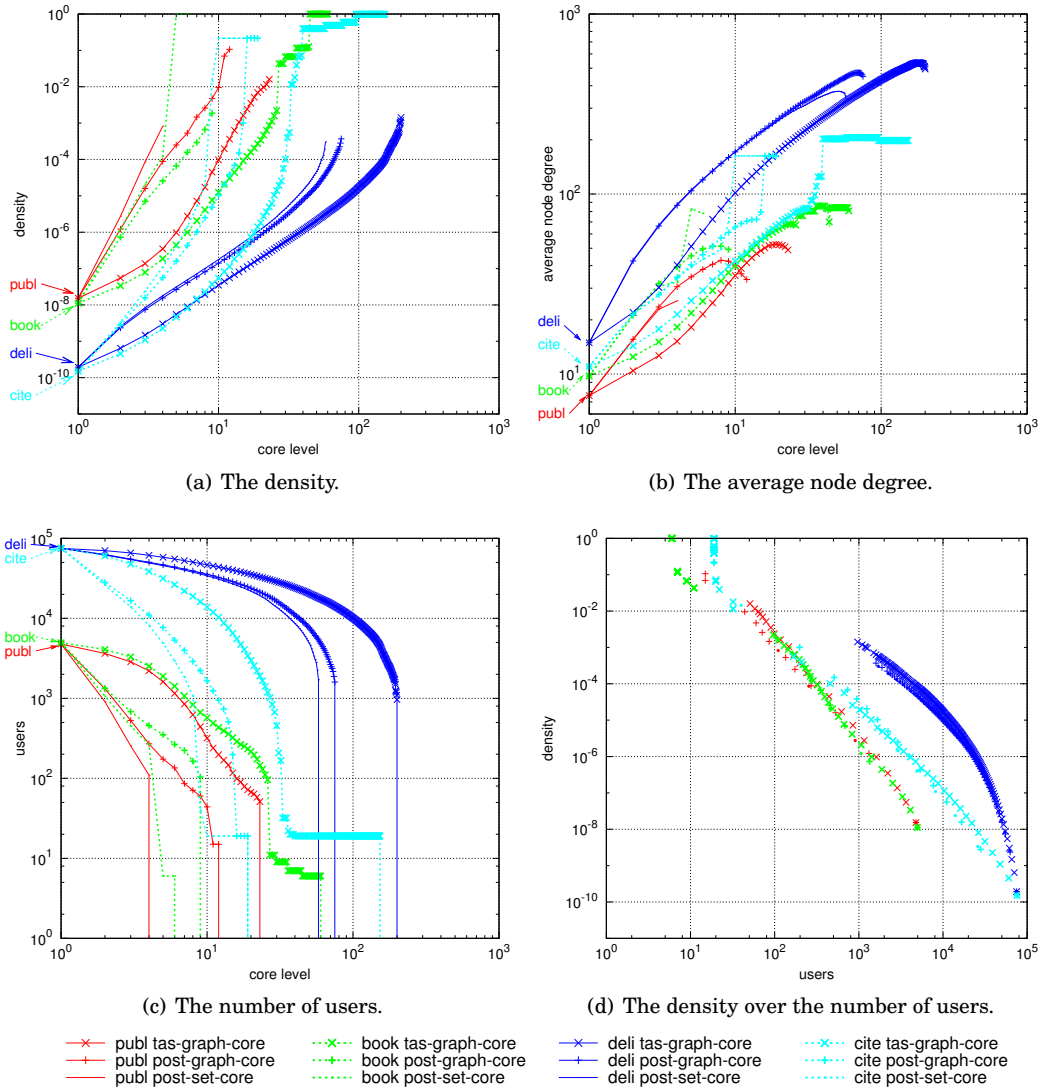 10^0
10^-2
10^-4
10^-6
10^-8
10^-10
density
publ
book
deli
cite
10^0
10^1
10^2
10^3
core level
(a) The density.
10^3
10^2
10^1
average node degree
deli
cite
book
publ
10^0
10^1
10^2
10^3
core level
(b) The average node degree.
10^5
10^4
10^3
10^2
10^1
10^0
users
deli
cite
book
publ
10^0
10^1
10^2
10^3
core level
(c) The number of users.
10^0
10^-2
10^-4
10^-6
10^-8
10^-10
density
10^0
10^1
10^2
10^3
10^4
10^5
users
(d) The density over the number of users.
publ tas-graph-core
publ post-graph-core
publ post-set-core
book tas-graph-core
book post-graph-core
book post-set-core
deli tas-graph-core
deli post-graph-core
deli post-set-core
cite tas-graph-core
cite post-graph-core
cite post-set-core